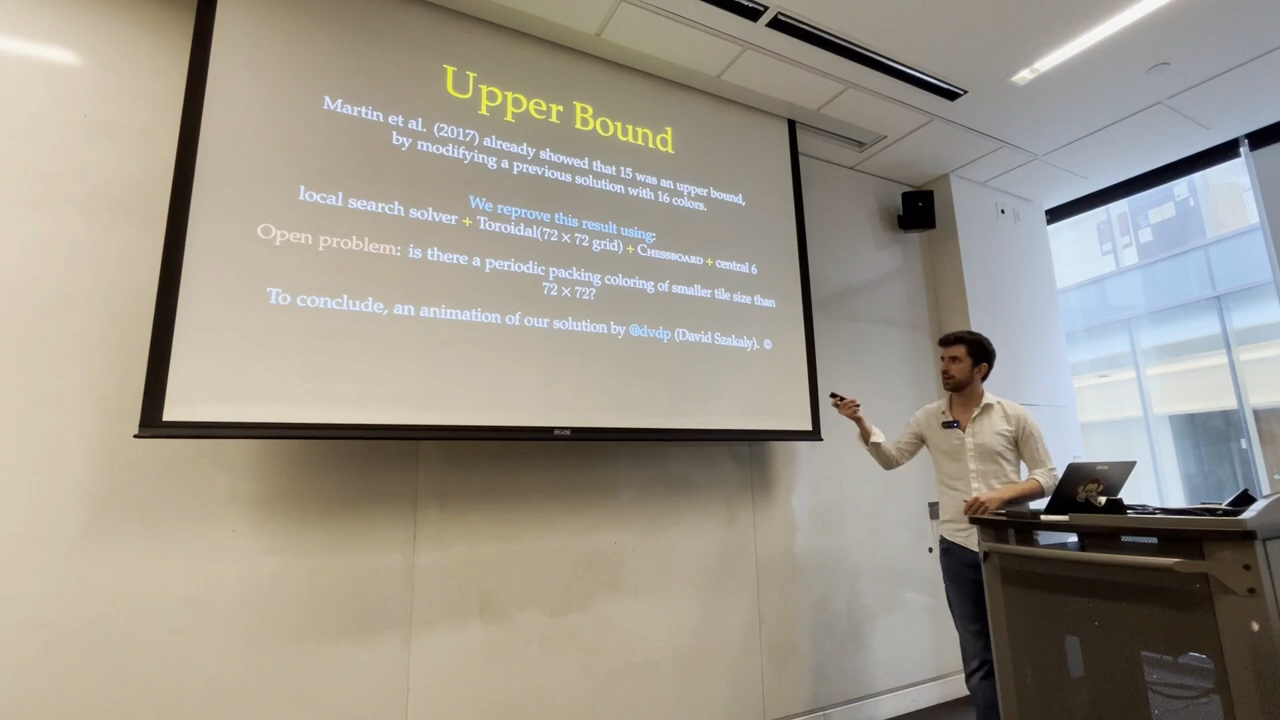 Upper Bound
Martin et al. (2017) already showed that 15 was an upper bound,
by modifying a previous solution with 16 colors.
We reprove this result using:
local search solver + Toroidal(72 × 72 grid) + CHESSBOARD + central 6
Open problem: is there a periodic packing coloring of smaller tile size than
72 × 72?
To conclude, an animation of our solution by @dvdp (David Szakaly). ☺